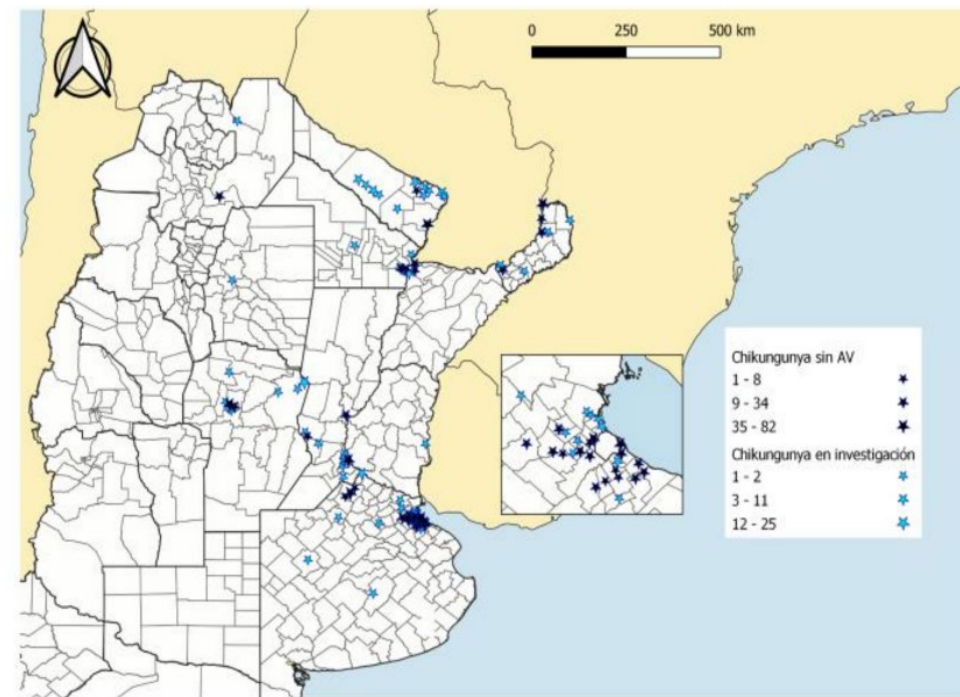 0 250 500 km
Chikungunya sin AV
1 - 8
9 - 34
35 - 82
Chikungunya en investigación
1 - 2
3 - 11
12 - 25